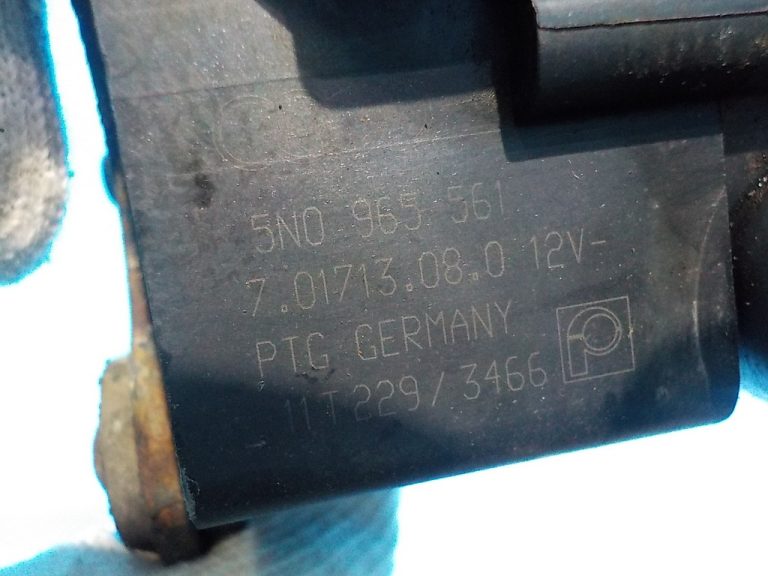 5N0 965 561
7.01713.08.0 12V-
PTG GERMANY
11T229/3466